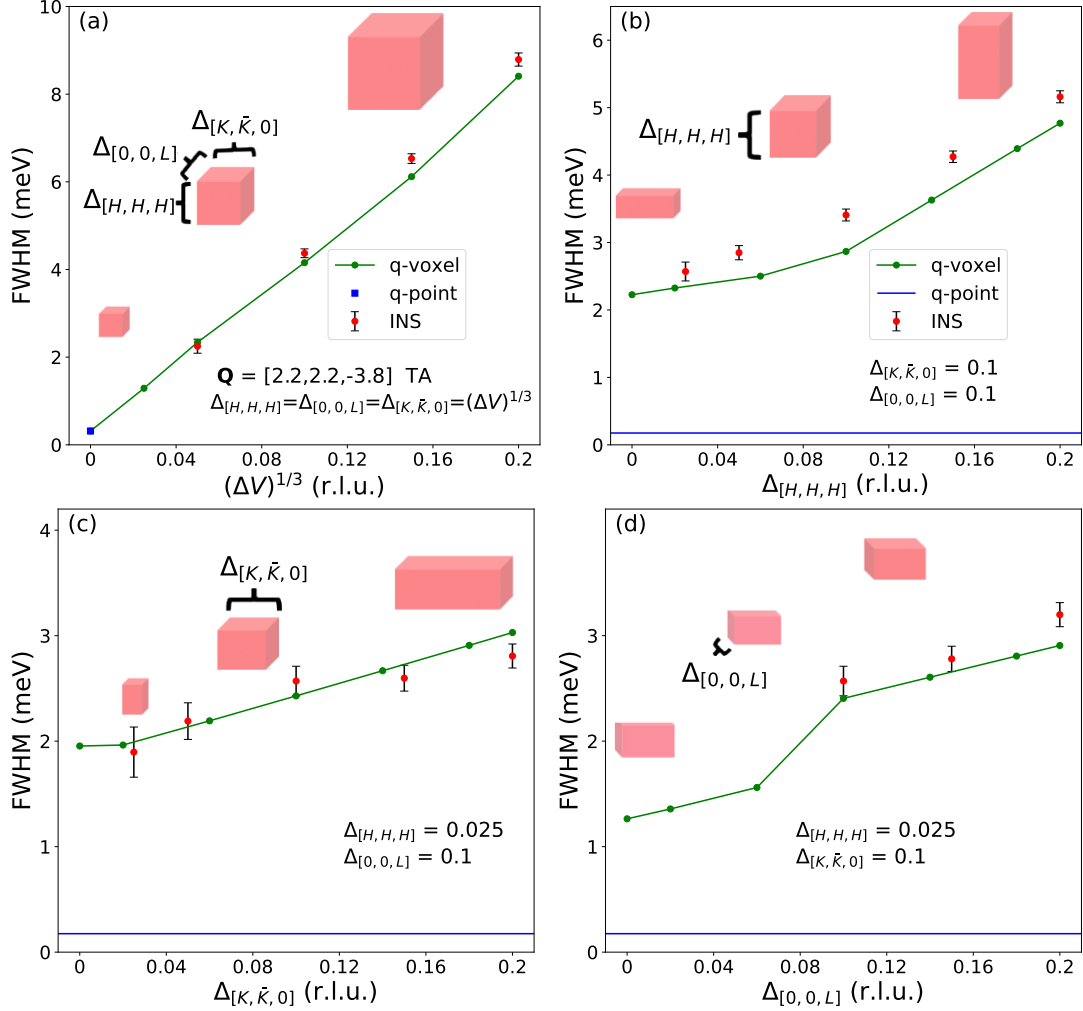 (a)
FWHM (meV)
10
8
6
4
2
0
Δ[K, K̄, 0]
Δ[0, 0, L]
Δ[H, H, H]
q-voxel
q-point
INS
Q = [2.2,2.2,-3.8] TA
Δ[H, H, H]=Δ[0, 0, L]=Δ[K, K̄, 0]=(ΔV)^1/3
0 0.04 0.08 0.12 0.16 0.2
(ΔV)^1/3 (r.l.u.)
(b)
FWHM (meV)
6
5
4
3
2
1
0
Δ[H, H, H]
q-voxel
q-point
INS
Δ[K, K̄, 0] = 0.1
Δ[0, 0, L] = 0.1
0 0.04 0.08 0.12 0.16 0.2
Δ[H, H, H] (r.l.u.)
(c)
FWHM (meV)
4
3
2
1
0
Δ[K, K̄, 0]
Δ[H, H, H] = 0.025
Δ[0, 0, L] = 0.1
0 0.04 0.08 0.12 0.16 0.2
Δ[K, K̄, 0] (r.l.u.)
(d)
FWHM (meV)
3
2
1
0
Δ[0, 0, L]
Δ[H, H, H] = 0.025
Δ[K, K̄, 0] = 0.1
0 0.04 0.08 0.12 0.16 0.2
Δ[0, 0, L] (r.l.u.)